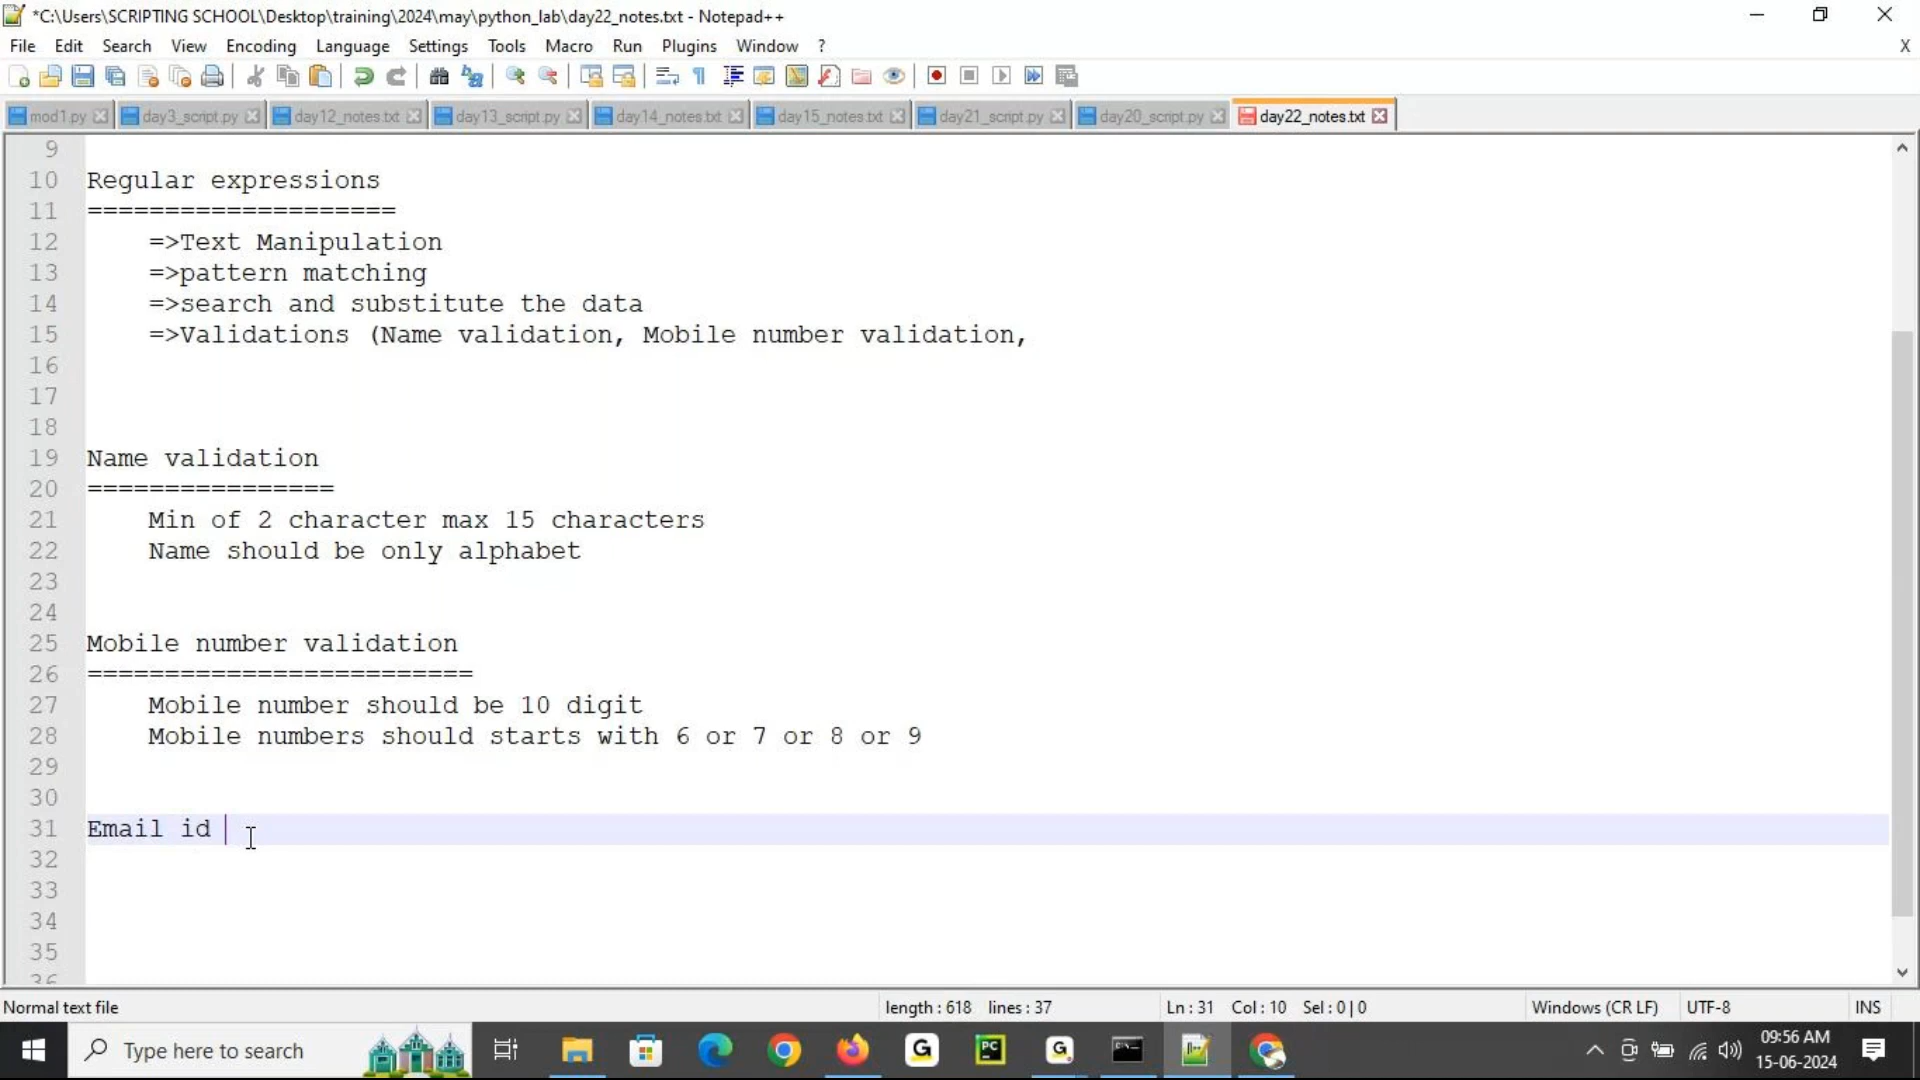 *C:\Users\SCRIPTING SCHOOL\Desktop\training\2024\may\python_lab\day22_notes.txt - Notepad++
File Edit Search View Encoding Language Settings Tools Macro Run Plugins Window ? X
mod1.py day3_script.py day12_notes.txt day13_script.py day14_notes.txt day15_notes.txt day21_script.py day20_script.py day22_notes.txt
9
10 Regular expressions
11 ====================
12 =>Text Manipulation
13 =>pattern matching
14 =>search and substitute the data
15 =>Validations (Name validation, Mobile number validation,
16
17
18
19 Name validation
20 ================
21 Min of 2 character max 15 characters
22 Name should be only alphabet
23
24
25 Mobile number validation
26 =========================
27 Mobile number should be 10 digit
28 Mobile numbers should starts with 6 or 7 or 8 or 9
29
30
31 Email id
32
33
34
35
36
Normal text file length : 618 lines : 37 Ln : 31 Col : 10 Sel : 0 | 0 Windows (CR LF) UTF-8 INS
Type here to search
09:56 AM
15-06-2024